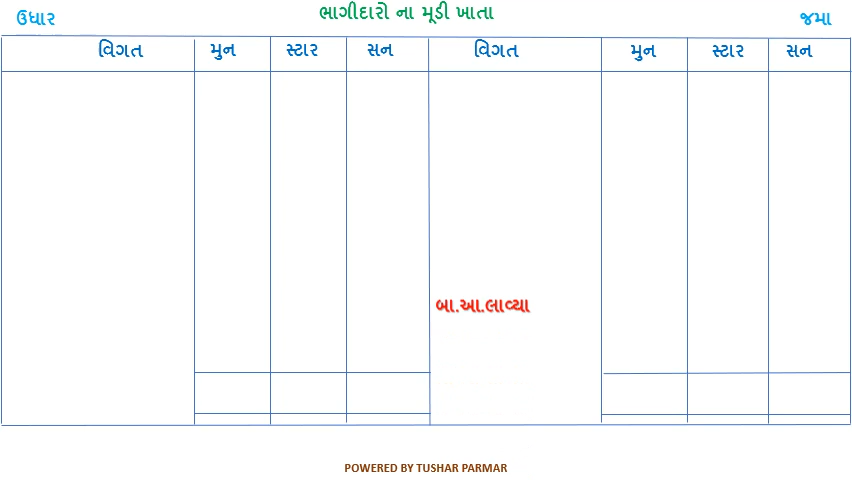 ભાગીદારો ના મૂડી ખાતા
ઉધાર જમા
વિગત મુન સ્ટાર સન વિગત મુન સ્ટાર સન
બા.આ.લાવ્યા
POWERED BY TUSHAR PARMAR